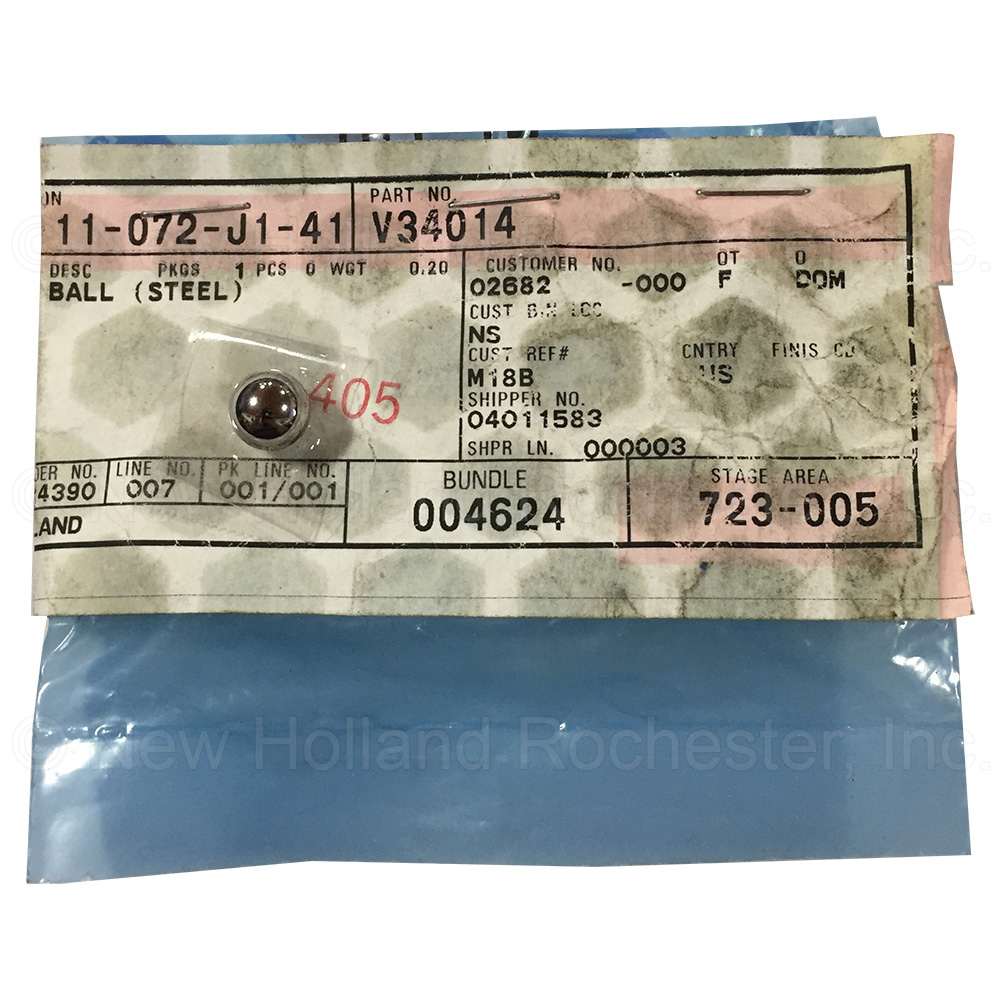 ON PART NO.
11-072-J1-41 V34014
DESC PKGS 1 PCS 0 WGT 0.20
BALL (STEEL)
CUSTOMER NO. OT O
02682 -000 F DOM
CUST BIN LOC
NS
CUST REF# CNTRY FINIS CD
M18B US
SHIPPER NO.
04011583
SHPR LN. 000003
405
DER NO. LINE NO. PK LINE NO.
4390 007 001/001
LAND
BUNDLE
004624
STAGE AREA
723-005
© New Holland Rochester, Inc.